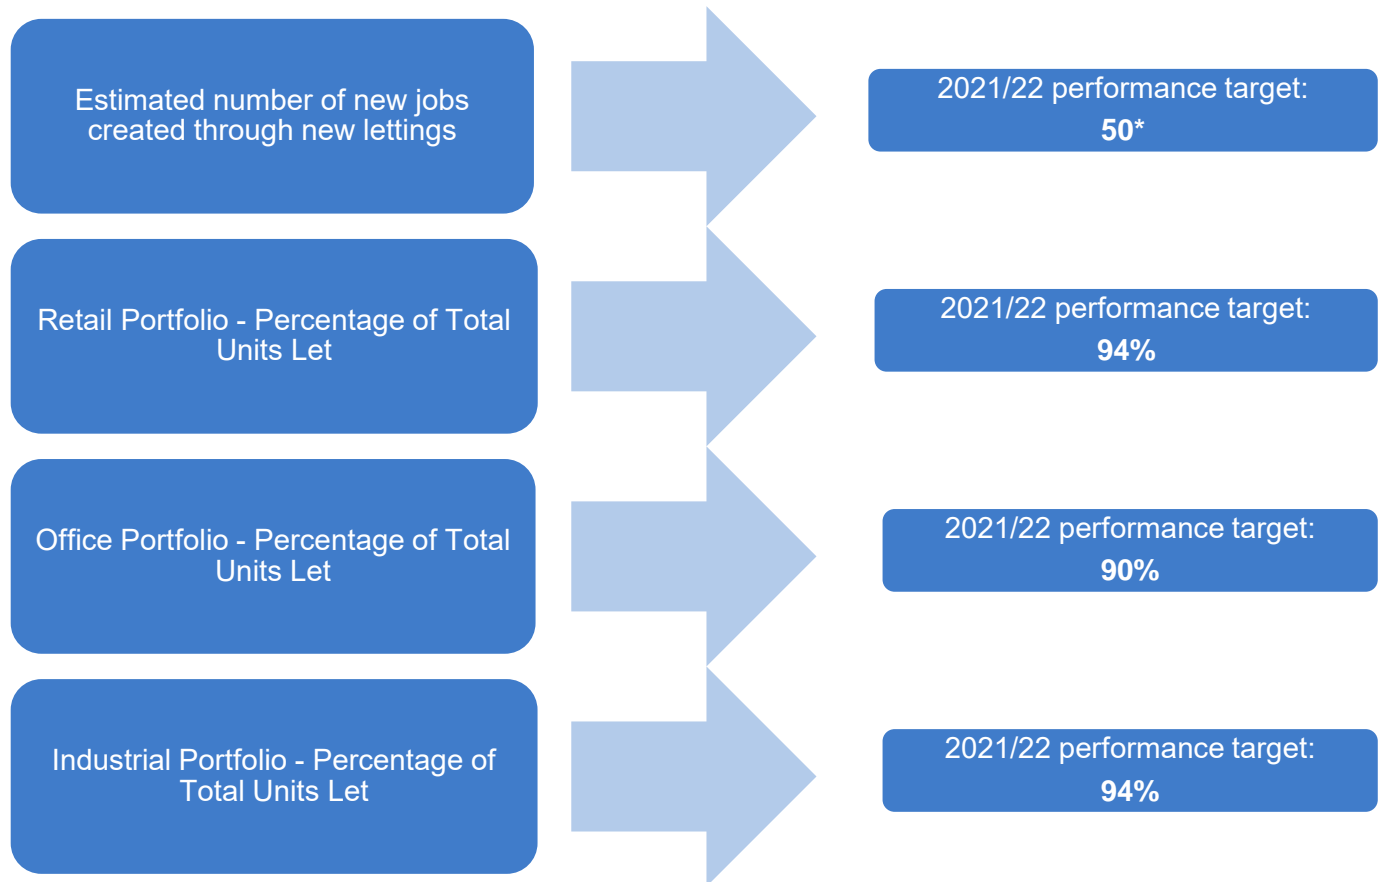 Estimated number of new jobs
created through new lettings
2021/22 performance target:
50*
Retail Portfolio - Percentage of Total
Units Let
2021/22 performance target:
94%
Office Portfolio - Percentage of Total
Units Let
2021/22 performance target:
90%
Industrial Portfolio - Percentage of
Total Units Let
2021/22 performance target:
94%